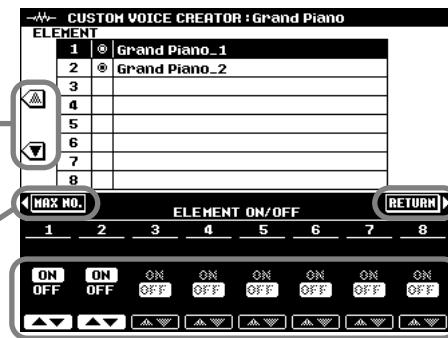 CUSTOM VOICE CREATOR : Grand Piano
ELEMENT
1 Grand Piano_1
2 Grand Piano_2
3
4
5
6
7
8
MAX NO. RETURN
ELEMENT ON/OFF
1 2 3 4 5 6 7 8
ON ON ON ON ON ON ON ON
OFF OFF OFF OFF OFF OFF OFF OFF